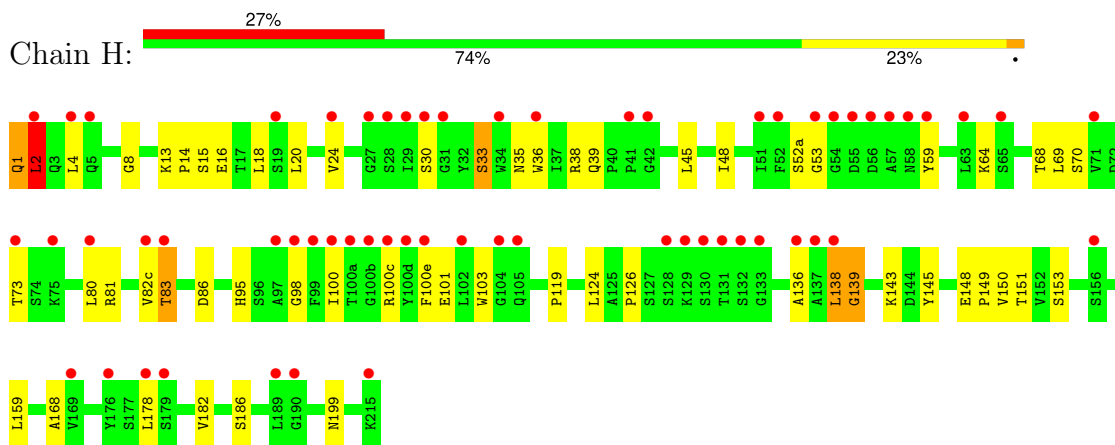 27%
Chain H:
74% 23% •
Q1 L2 Q3 L4 Q5 G8 K13 P14 S15 E16 T17 L18 S19 L20 V24 G27 S28 I29 S30 G31 Y32 S33 W34 N35 W36 I37 R38 Q39 P40 P41 G42 L45 I48 I51 F52 S52a G53 G54 D55 D56 A57 N58 Y59 L63 K64 S65 T68 L69 S70 V71
T73 S74 K75 L80 R81 V82c T83 D86 H95 S96 A97 G98 F99 I100 T100a G100b R100c Y100d F100e E101 L102 W103 G104 Q105 P119 L124 A125 P126 S127 S128 K129 S130 T131 S132 G133 A136 A137 L138 G139 K143 D144 Y145 E148 P149 V150 T151 V152 S153 S156
L159 A168 V169 Y176 S177 L178 S179 V182 S186 L189 G190 N199 K215